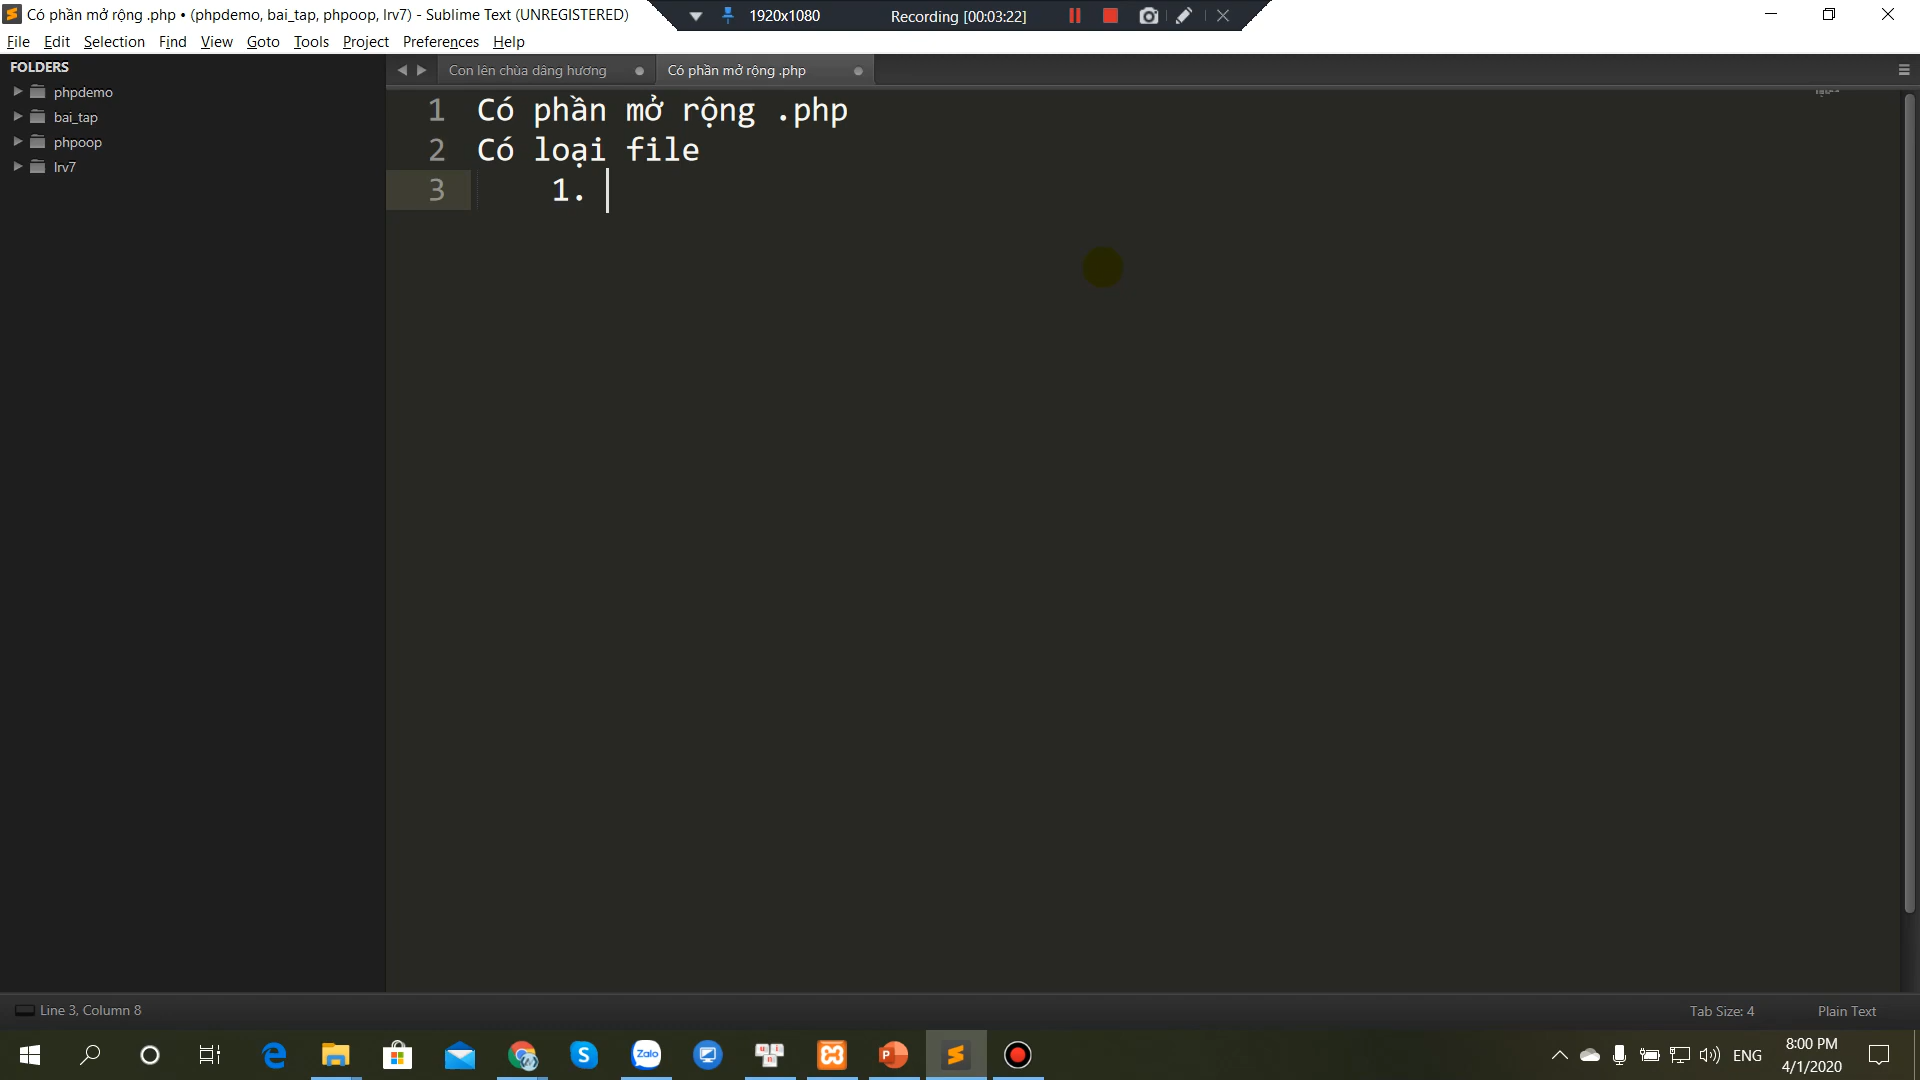 Có phần mở rộng .php • (phpdemo, bai_tap, phpoop, lrv7) - Sublime Text (UNREGISTERED)
1920x1080
Recording [00:03:22]
File Edit Selection Find View Goto Tools Project Preferences Help
FOLDERS
phpdemo
bai_tap
phpoop
lrv7
Con lên chùa dâng hương
Có phần mở rộng .php
1 Có phần mở rộng .php
2 Có loại file
3 1.
Line 3, Column 8
Tab Size: 4
Plain Text
Zalo
ENG
8:00 PM
4/1/2020